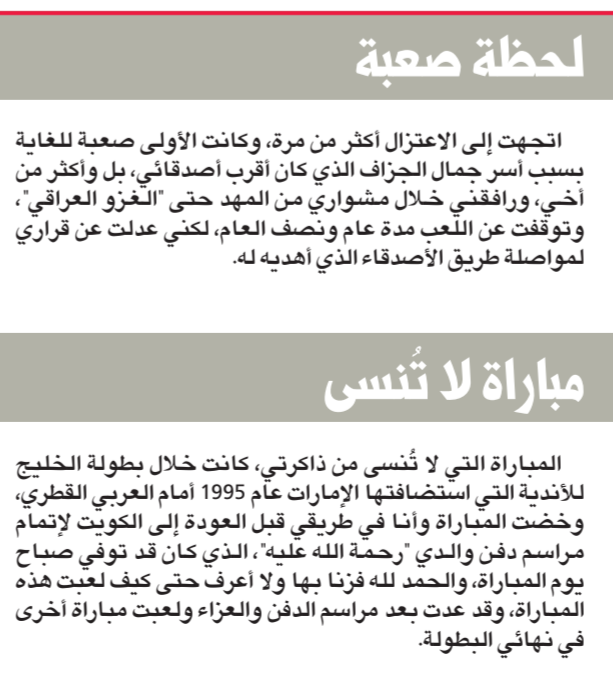 لحظة صعبة
اتجهت إلى الاعتزال أكثر من مرة، وكانت الأولى صعبة للغاية
بسبب أسر جمال الجزاف الذي كان أقرب أصدقائي، بل وأكثر من
أخي، ورافقني خلال مشواري من المهد حتى "الغزو العراقي"،
وتوقفت عن اللعب مدة عام ونصف العام، لكني عدلت عن قراري
لمواصلة طريق الأصدقاء الذي أهديه له.
مباراة لا تُنسى
المباراة التي لا تُنسى من ذاكرتي، كانت خلال بطولة الخليج
للأندية التي استضافتها الإمارات عام 1995 أمام العربي القطري،
وخضت المباراة وأنا في طريقي قبل العودة إلى الكويت لإتمام
مراسم دفن والدي "رحمة الله عليه"، الذي كان قد توفي صباح
يوم المباراة، والحمد لله فزنا بها ولا أعرف حتى كيف لعبت هذه
المباراة، وقد عدت بعد مراسم الدفن والعزاء ولعبت مباراة أخرى
في نهائي البطولة.